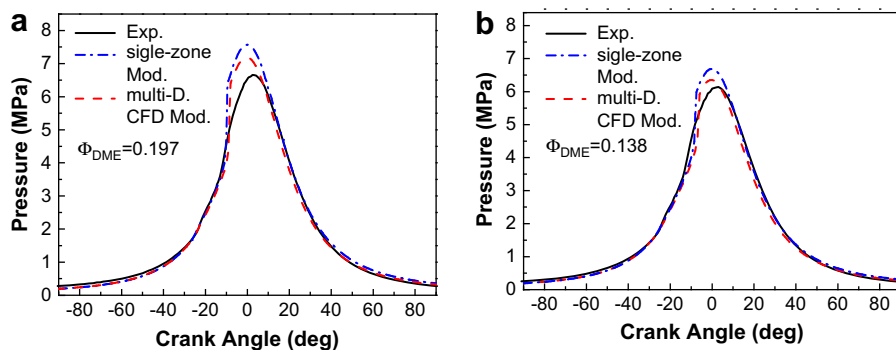 a
Pressure (MPa)
8
7
6
5
4
3
2
1
0
Exp.
sigle-zone
Mod.
multi-D.
CFD Mod.
ΦDME=0.197
-80 -60 -40 -20 0 20 40 60 80
Crank Angle (deg)
b
Pressure (MPa)
8
7
6
5
4
3
2
1
0
Exp.
sigle-zone
Mod.
multi-D.
CFD Mod.
ΦDME=0.138
-80 -60 -40 -20 0 20 40 60 80
Crank Angle (deg)